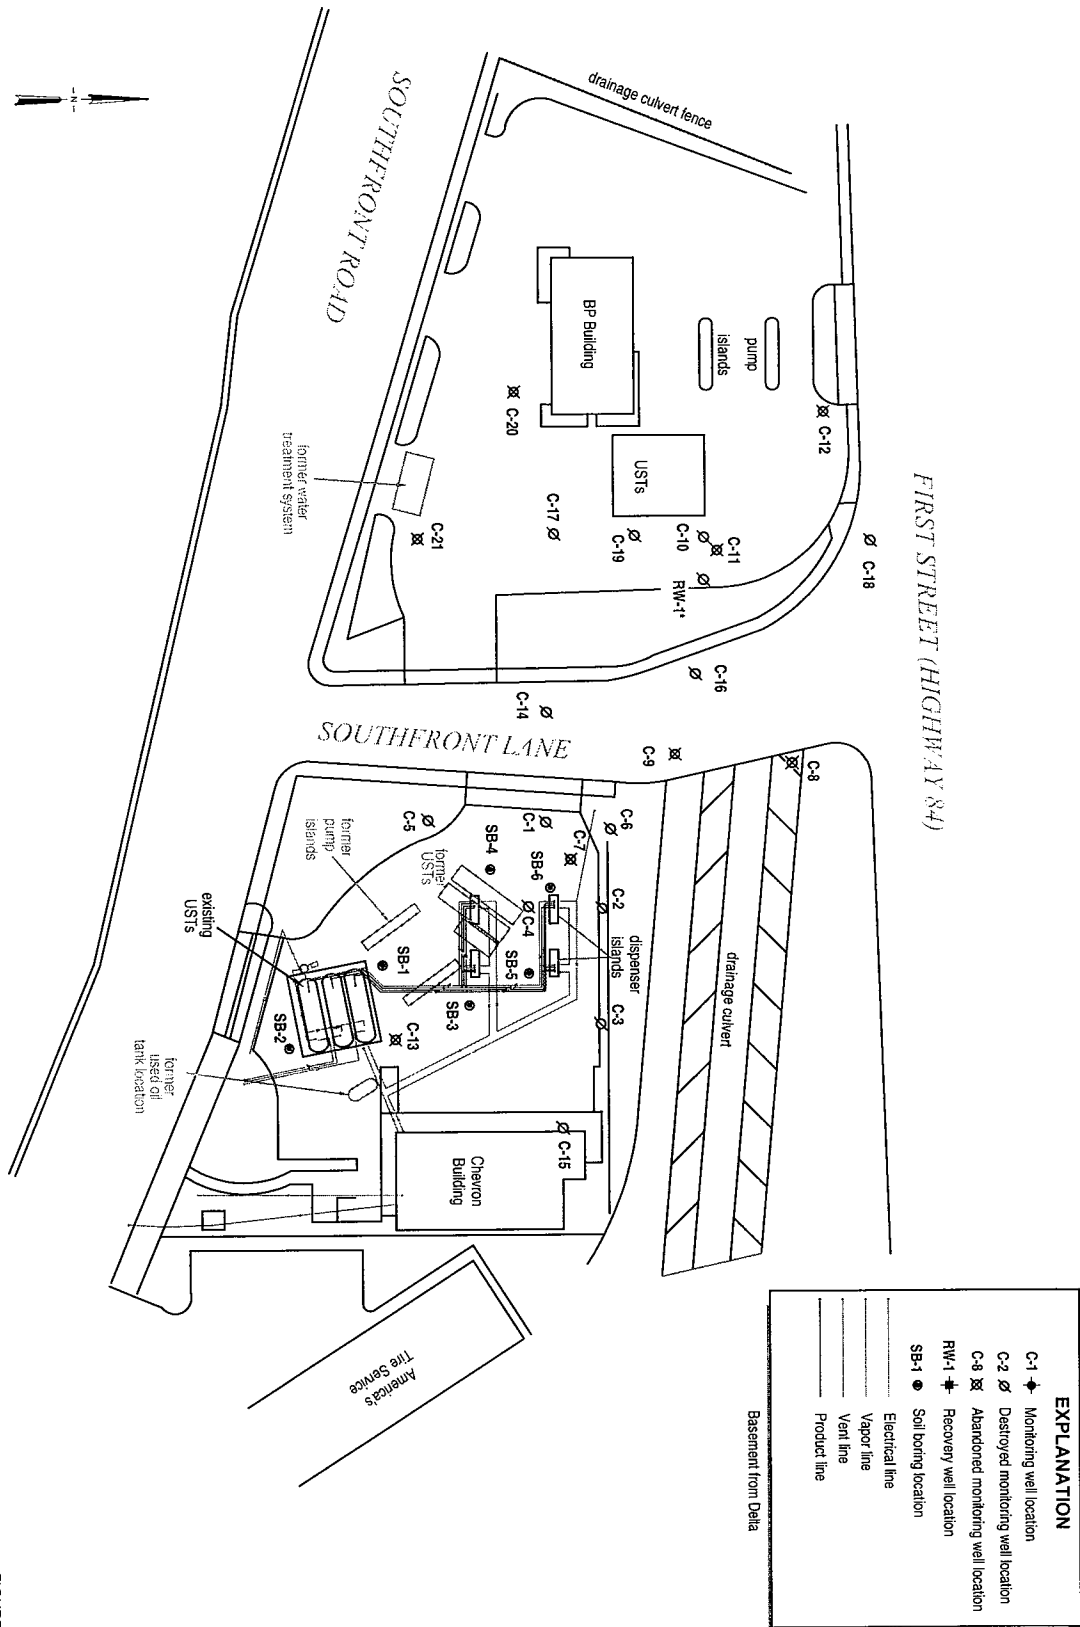 EXPLANATION
C-1 Monitoring well location
C-2 Destroyed monitoring well location
C-8 Abandoned monitoring well location
RW-1 Recovery well location
SB-1 Soil boring location
Electrical line
Vapor line
Vent line
Product line
Basement from Delta
FIRST STREET (HIGHWAY 84)
SOUTHFRONT ROAD
SOUTHFRONT LANE
drainage culvert fence
BP Building
pump
islands
USTs
former water
treatment system
C-12
C-20
C-18
C-17
C-19
C-10
C-11
C-21
RW-1*
C-16
C-14
C-9
C-8
drainage culvert
C-6
C-1
C-7
C-5
C-2
SB-4
SB-6
C-4
former
USTs
former
pump
islands
dispenser
islands
existing
USTs
SB-1
SB-5
SB-3
C-3
C-13
SB-2
former
used oil
tank location
C-15
Chevron
Building
America's
Tire Service
N